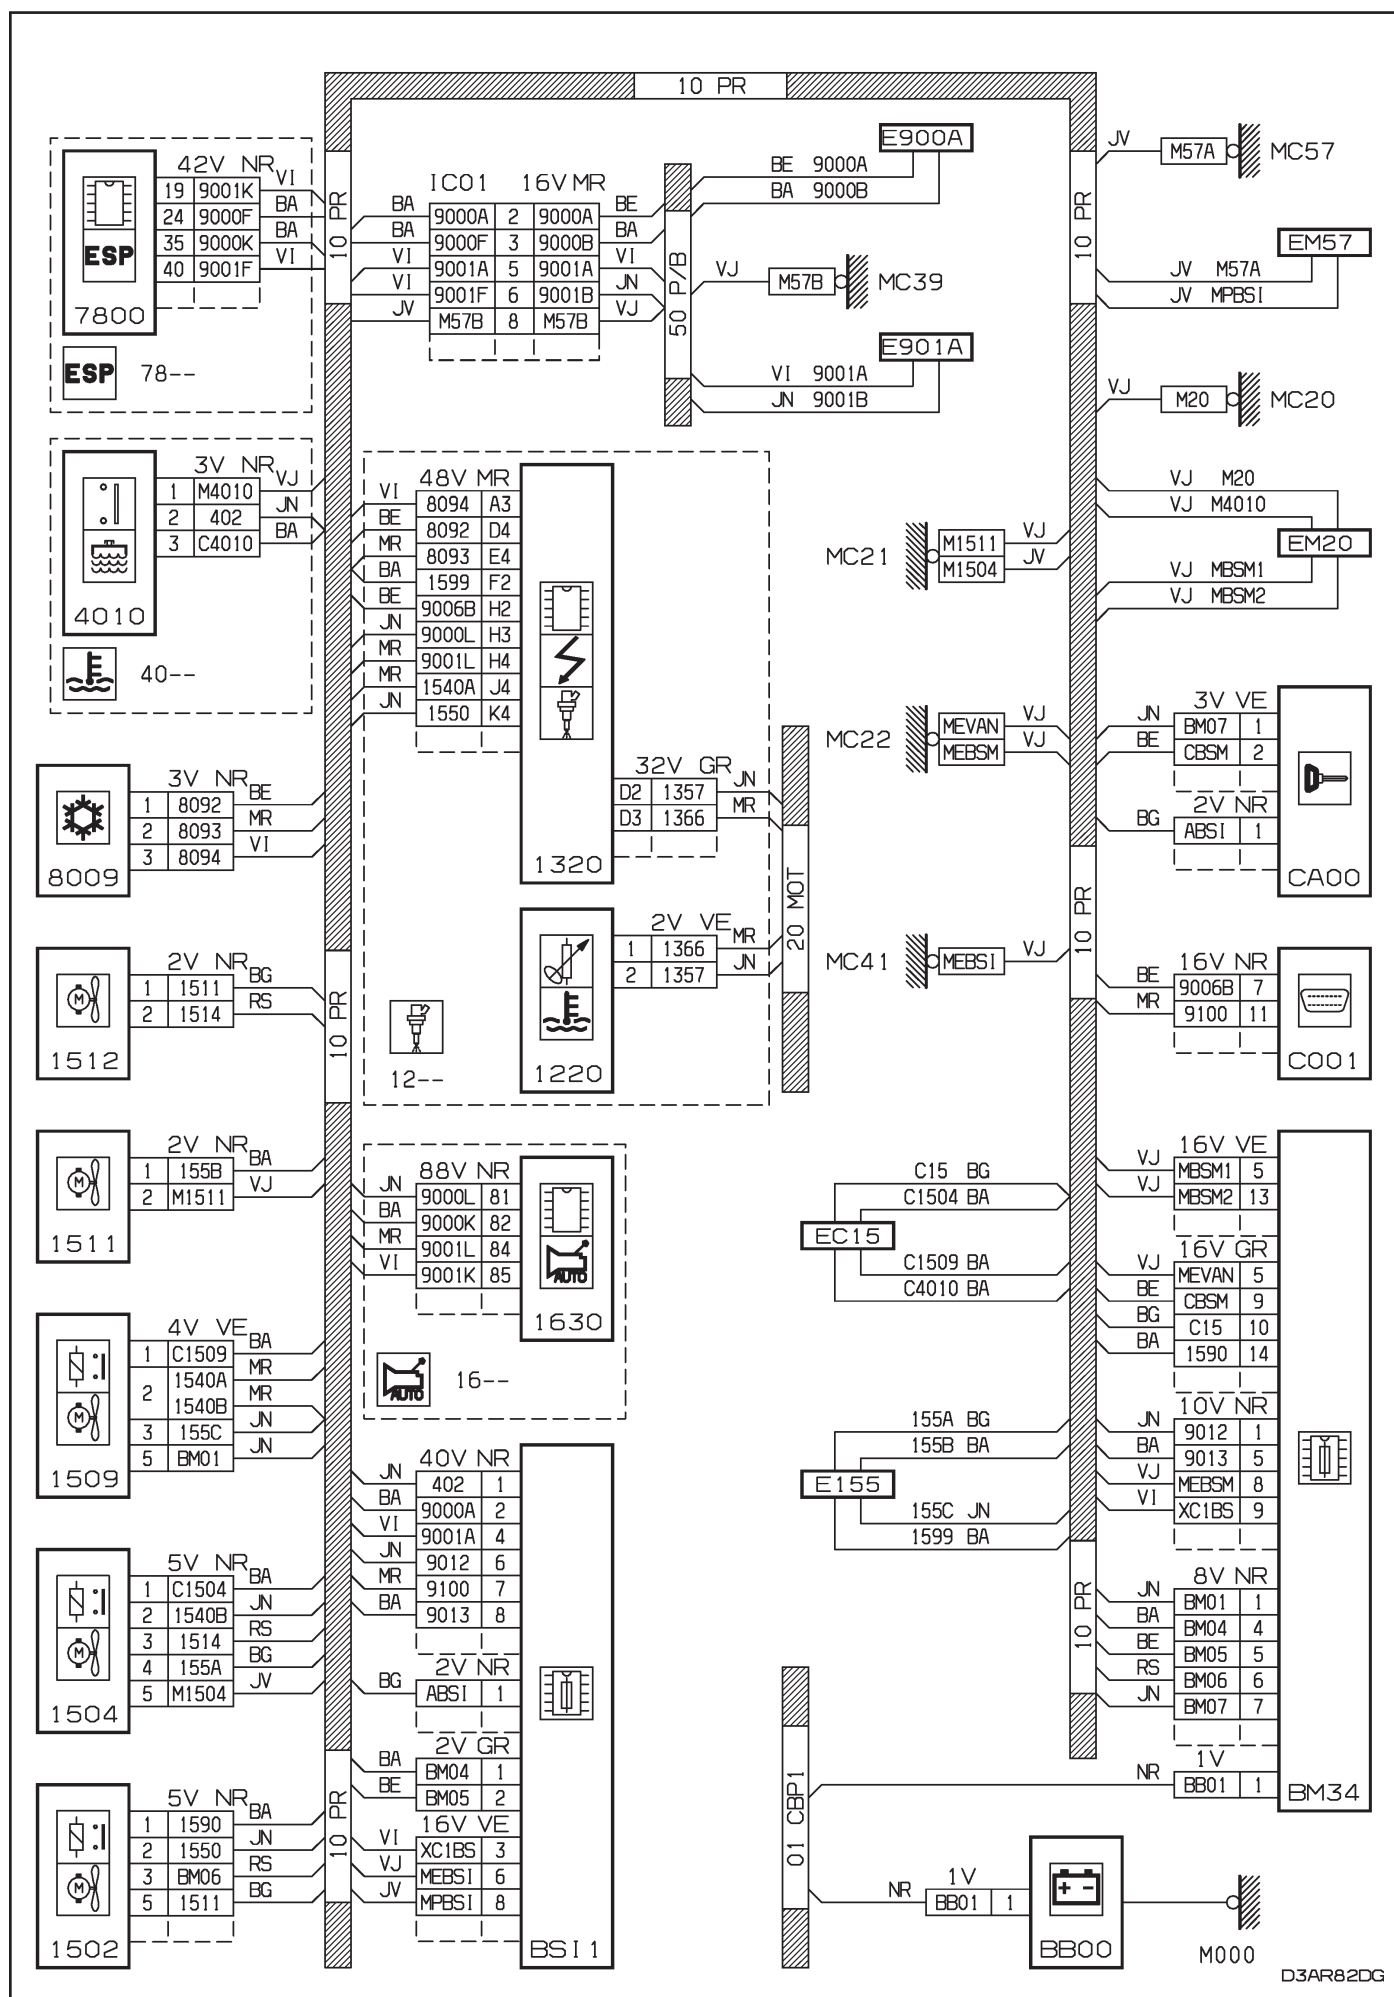 10 PR
42V NR
19 9001K VI
24 9000F BA
35 9000K BA
40 9001F VI
ESP
7800
ESP 78--
10 PR
IC01 16V MR
BA 9000A 2 9000A BE
BA 9000F 3 9000B BA
VI 9001A 5 9001A VI
VI 9001F 6 9001B JN
JV M57B 8 M57B VJ
50 P/B
E900A
BE 9000A
BA 9000B
VJ M57B MC39
E901A
VI 9001A
JN 9001B
10 PR
JV M57A MC57
EM57
JV M57A
JV MPBSI
VJ M20 MC20
VJ M20
VJ M4010
EM20
VJ MBSM1
VJ MBSM2
3V NR
1 M4010 VJ
2 402 JN
3 C4010 BA
4010
40--
48V MR
VI 8094 A3
BE 8092 D4
MR 8093 E4
BA 1599 F2
BE 9006B H2
JN 9000L H3
MR 9001L H4
MR 1540A J4
JN 1550 K4
32V GR
D2 1357 JN
D3 1366 MR
1320
2V VE
1 1366 MR
2 1357 JN
1220
12--
20 MOT
MC21
M1511 VJ
M1504 JV
MC22
MEVAN VJ
MEBSM VJ
MC41
MEBSI VJ
3V VE
JN BM07 1
BE CBSM 2
2V NR
BG ABSI 1
CA00
10 PR
16V NR
BE 9006B 7
MR 9100 11
C001
3V NR
1 8092 BE
2 8093 MR
3 8094 VI
8009
2V NR
1 1511 BG
2 1514 RS
1512
10 PR
2V NR
1 155B BA
2 M1511 VJ
1511
88V NR
JN 9000L 81
BA 9000K 82
MR 9001L 84
VI 9001K 85
AUTO
1630
AUTO 16--
C15 BG
C1504 BA
EC15
C1509 BA
C4010 BA
155A BG
155B BA
E155
155C JN
1599 BA
16V VE
VJ MBSM1 5
VJ MBSM2 13
16V GR
VJ MEVAN 5
BE CBSM 9
BG C15 10
BA 1590 14
10V NR
JN 9012 1
BA 9013 5
VJ MEBSM 8
VI XC1BS 9
10 PR
8V NR
JN BM01 1
BA BM04 4
BE BM05 5
RS BM06 6
JN BM07 7
1V
NR BB01 1
BM34
4V VE
1 C1509 BA
2 1540A MR
1540B MR
3 155C JN
5 BM01 JN
1509
5V NR
1 C1504 BA
2 1540B JN
3 1514 RS
4 155A BG
5 M1504 JV
1504
5V NR
1 1590 BA
2 1550 JN
3 BM06 RS
5 1511 BG
1502
10 PR
40V NR
JN 402 1
BA 9000A 2
VI 9001A 4
JN 9012 6
MR 9100 7
BA 9013 8
2V NR
BG ABSI 1
2V GR
BA BM04 1
BE BM05 2
16V VE
VI XC1BS 3
VJ MEBSI 6
JV MPBSI 8
BSI1
01 CBP1
1V
NR BB01 1
+ -
BB00
M000
M
M
M
M
M
D3AR82DG